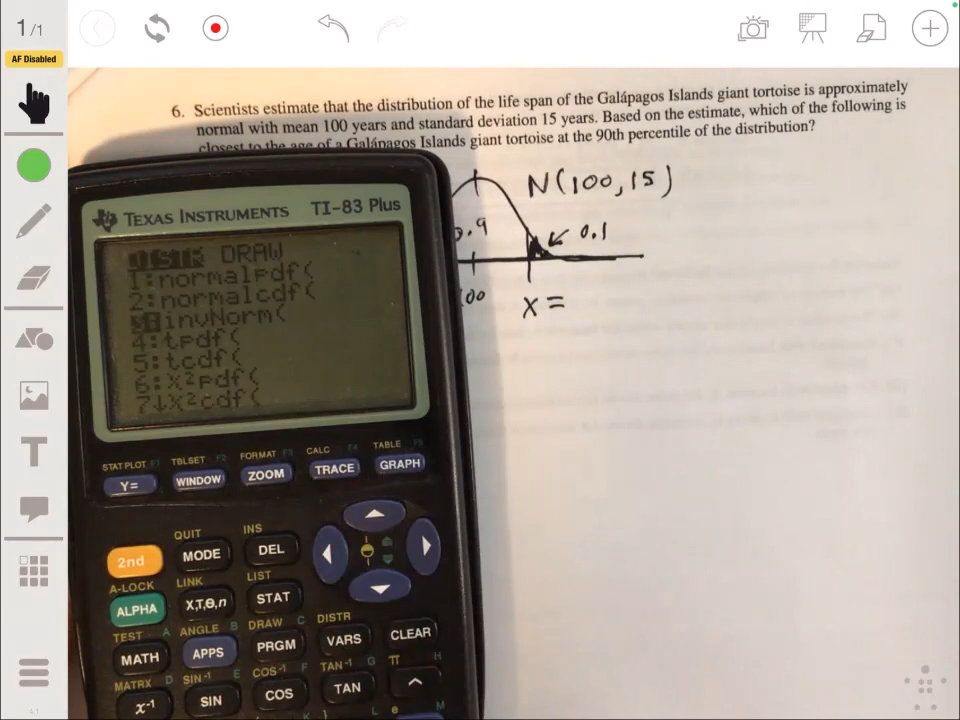 1/1
AF Disabled
6. Scientists estimate that the distribution of the life span of the Galápagos Islands giant tortoise is approximately
normal with mean 100 years and standard deviation 15 years. Based on the estimate, which of the following is
closest to the age of a Galápagos Islands giant tortoise at the 90th percentile of the distribution?
N(100,15)
0.9
0.1
100
x =
TEXAS INSTRUMENTS TI-83 Plus
DISTR DRAW
1:normalpdf(
2:normalcdf(
3:invNorm(
4:tpdf(
5:tcdf(
6:X²pdf(
7↓X²cdf(
STAT PLOT F1 TBLSET F2 FORMAT F3 CALC F4 TABLE F5
Y= WINDOW ZOOM TRACE GRAPH
QUIT INS
2nd MODE DEL
A-LOCK LINK LIST
ALPHA X,T,Θ,n STAT
TEST A ANGLE B DRAW C DISTR
MATH APPS PRGM VARS CLEAR
MATRX D SIN⁻¹ E COS⁻¹ F TAN⁻¹ G π H
x⁻¹ SIN COS TAN ^
L e M
T